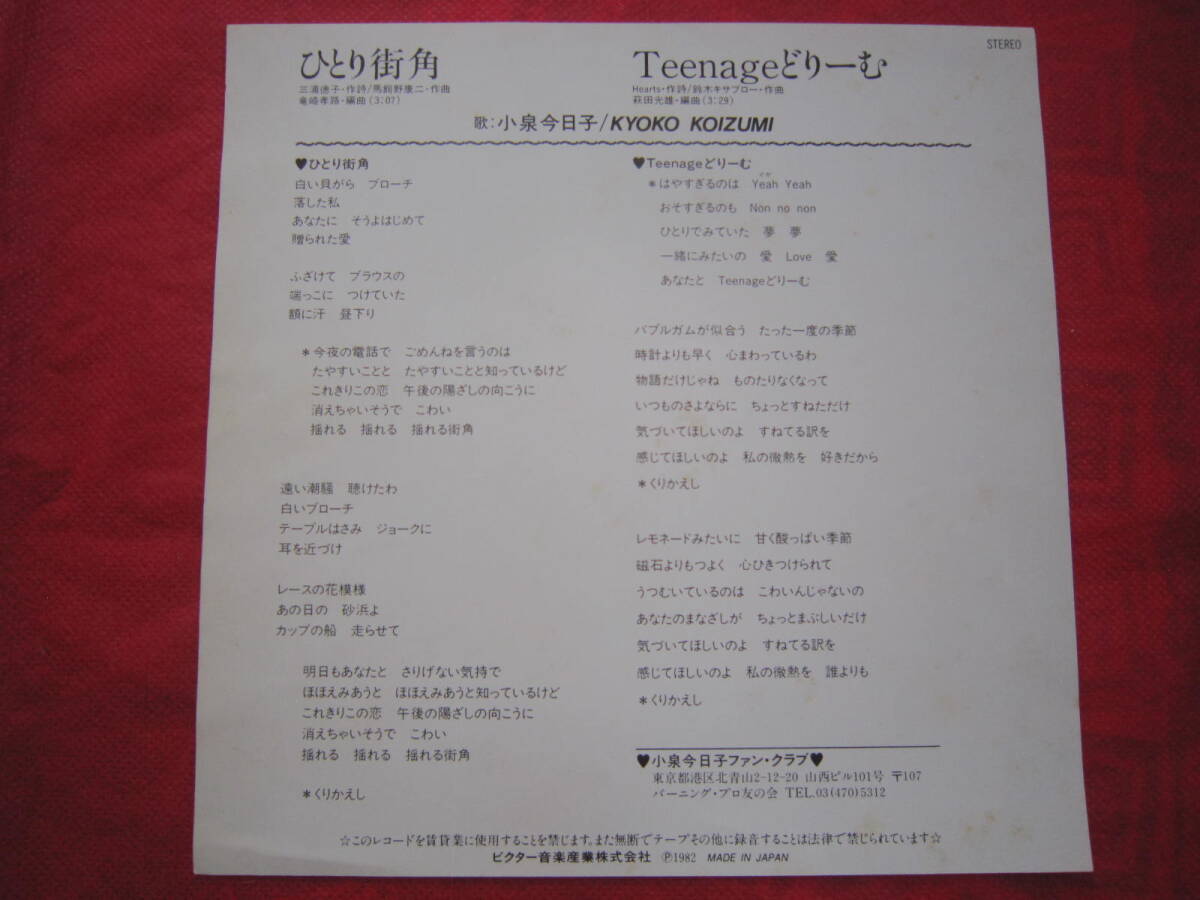 STEREO
ひとり街角
三浦徳子・作詩/馬飼野康二・作曲
竜崎孝路・編曲(3:07)
Teenageどりーむ
Hearts・作詩/鈴木キサブロー・作曲
萩田光雄・編曲(3:29)
歌:小泉今日子/KYOKO KOIZUMI
♥ひとり街角
白い貝がら　ブローチ
落した私
あなたに　そうよはじめて
贈られた愛
ふざけて　ブラウスの
端っこに　つけていた
額に汗　昼下り
＊今夜の電話で　ごめんねを言うのは
たやすいことと　たやすいことと知っているけど
これきりこの恋　午後の陽ざしの向こうに
消えちゃいそうで　こわい
揺れる　揺れる　揺れる街角
遠い潮騒　聴けたわ
白いブローチ
テーブルはさみ　ジョークに
耳を近づけ
レースの花模様
あの日の　砂浜よ
カップの船　走らせて
明日もあなたと　さりげない気持で
ほほえみあうと　ほほえみあうと知っているけど
これきりこの恋　午後の陽ざしの向こうに
消えちゃいそうで　こわい
揺れる　揺れる　揺れる街角
＊くりかえし
♥Teenageどりーむ
＊はやすぎるのは　Yeah Yeah
おそすぎるのも　Non no non
ひとりでみていた　夢　夢
一緒にみたいの　愛　Love　愛
あなたと　Teenageどりーむ
バブルガムが似合う　たった一度の季節
時計よりも早く　心まわっているわ
物語だけじゃね　ものたりなくなって
いつものさよならに　ちょっとすねただけ
気づいてほしいのよ　すねてる訳を
感じてほしいのよ　私の微熱を　好きだから
＊くりかえし
レモネードみたいに　甘く酸っぱい季節
磁石よりもつよく　心ひきつけられて
うつむいているのは　こわいんじゃないの
あなたのまなざしが　ちょっとまぶしいだけ
気づいてほしいのよ　すねてる訳を
感じてほしいのよ　私の微熱を　誰よりも
＊くりかえし
♥小泉今日子ファン・クラブ♥
東京都港区北青山2-12-20 山西ビル101号 〒107
バーニング・プロ友の会 TEL.03(470)5312
☆このレコードを賃貸業に使用することを禁じます。また無断でテープその他に録音することは法律で禁じられています☆
ビクター音楽産業株式会社 ℗1982 MADE IN JAPAN